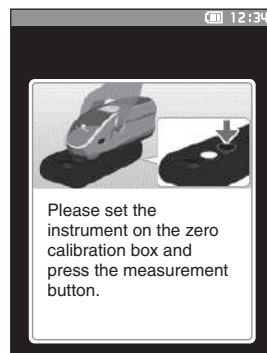 12:34
Please set the
instrument on the zero
calibration box and
press the measurement
button.